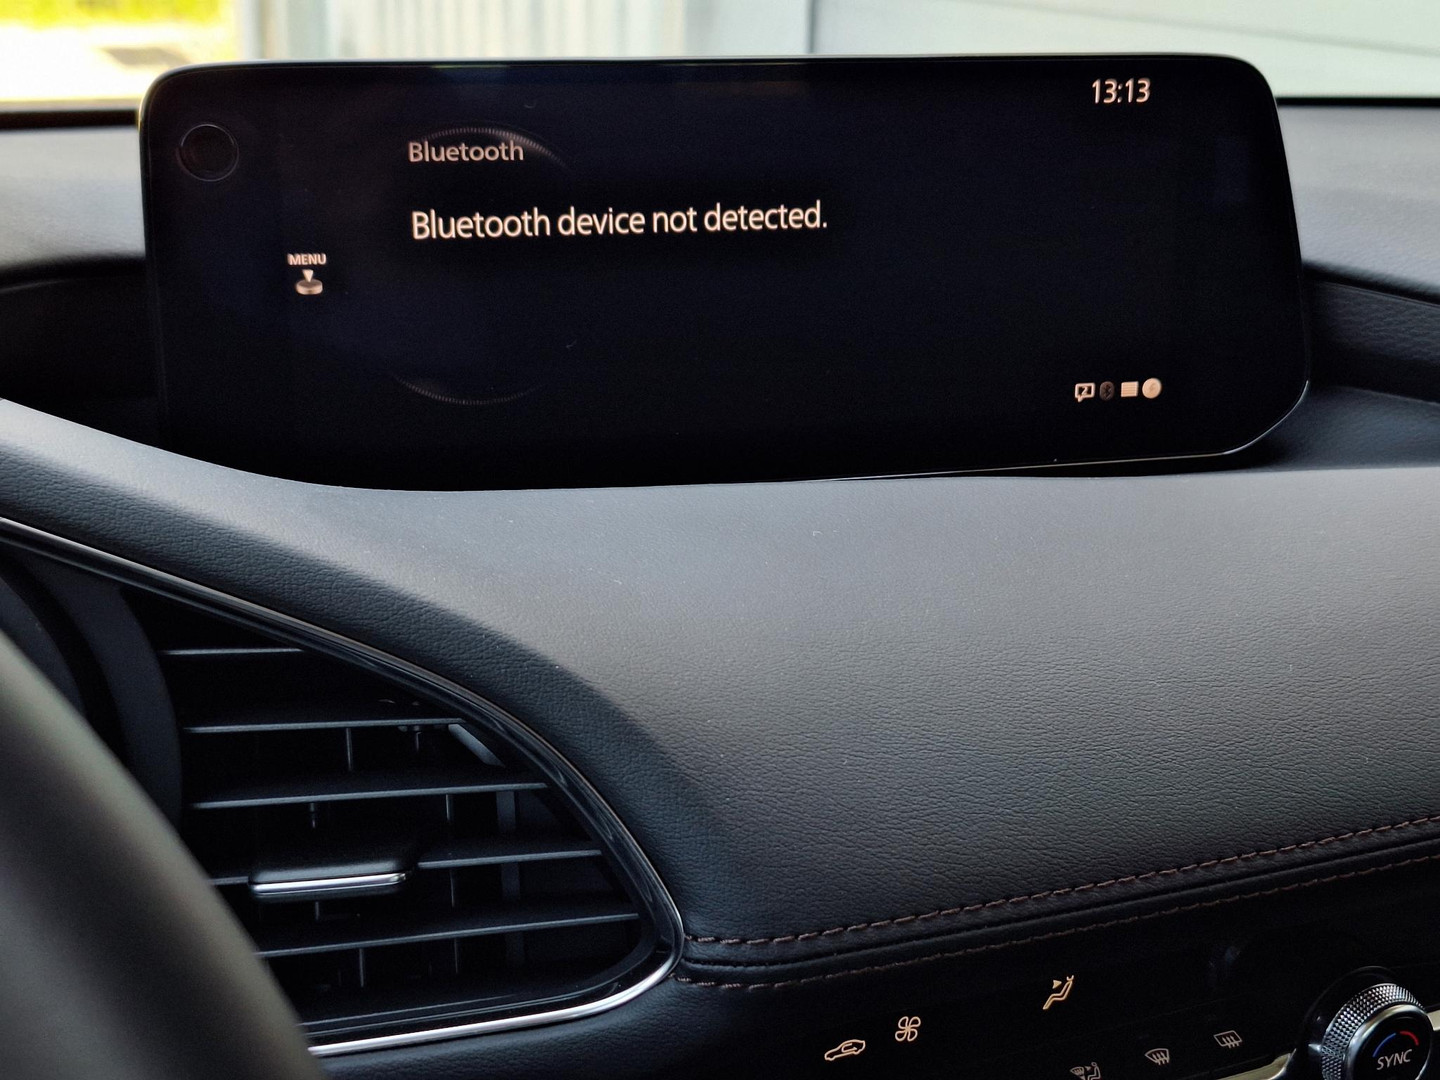 13:13
Bluetooth
Bluetooth device not detected.
MENU
SYNC